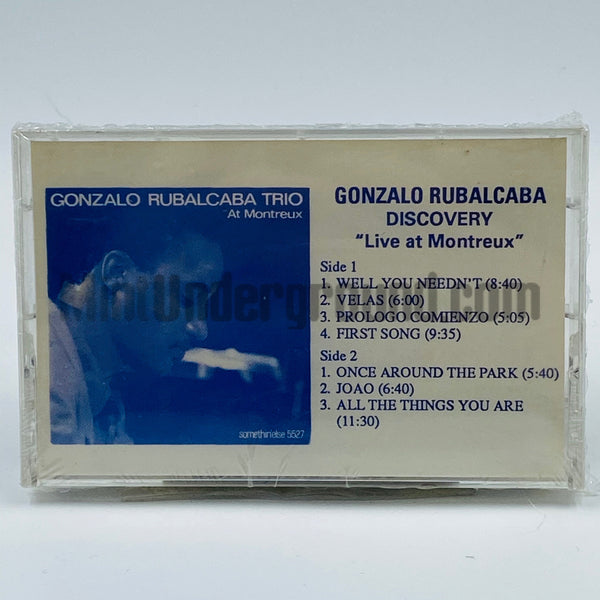 GONZALO RUBALCABA TRIO
At Montreux
somethin'else 5527
GONZALO RUBALCABA
DISCOVERY
"Live at Montreux"
Side 1
1. WELL YOU NEEDN'T (8:40)
2. VELAS (6:00)
3. PROLOGO COMIENZO (5:05)
4. FIRST SONG (9:35)
Side 2
1. ONCE AROUND THE PARK (5:40)
2. JOAO (6:40)
3. ALL THE THINGS YOU ARE
(11:30)
MintUnderground.com